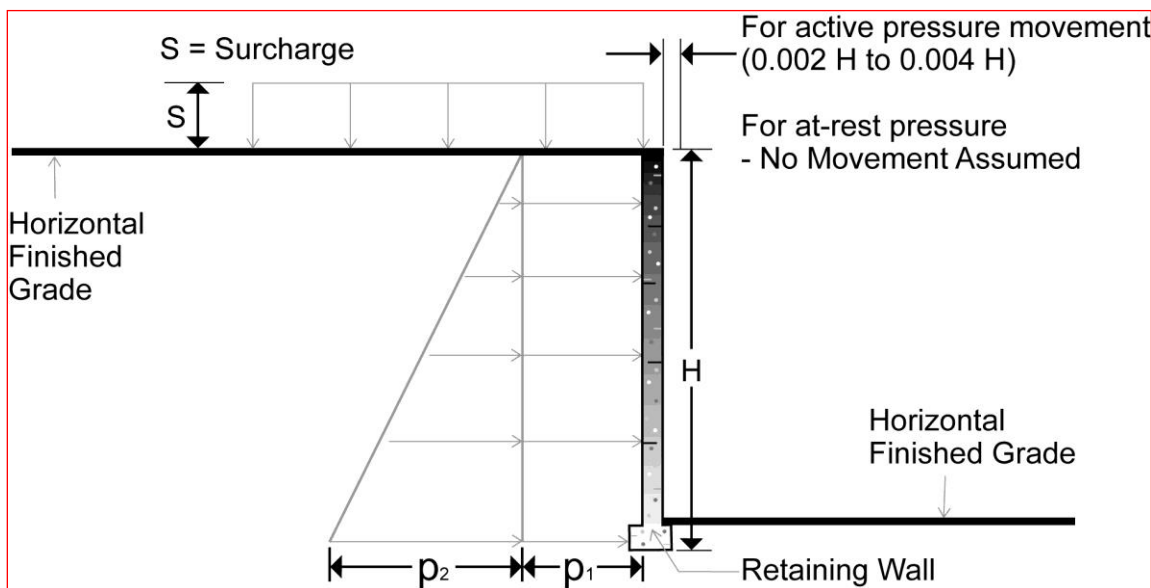 S = Surcharge
For active pressure movement
(0.002 H to 0.004 H)
S
For at-rest pressure
- No Movement Assumed
Horizontal
Finished
Grade
H
Horizontal
Finished Grade
p₂
p₁
Retaining Wall